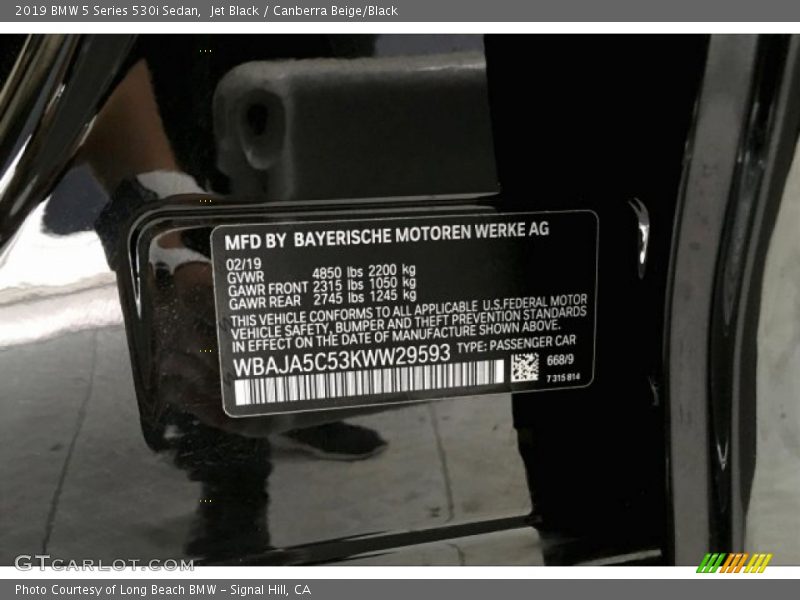 2019 BMW 5 Series 530i Sedan, Jet Black / Canberra Beige/Black
MFD BY BAYERISCHE MOTOREN WERKE AG
02/19
GVWR 4850 lbs 2200 kg
GAWR FRONT 2315 lbs 1050 kg
GAWR REAR 2745 lbs 1245 kg
THIS VEHICLE CONFORMS TO ALL APPLICABLE U.S.FEDERAL MOTOR
VEHICLE SAFETY, BUMPER AND THEFT PREVENTION STANDARDS
IN EFFECT ON THE DATE OF MANUFACTURE SHOWN ABOVE.
WBAJA5C53KWW29593 TYPE: PASSENGER CAR
668/9
7 315 814
GTCARLOT.COM
Photo Courtesy of Long Beach BMW - Signal Hill, CA